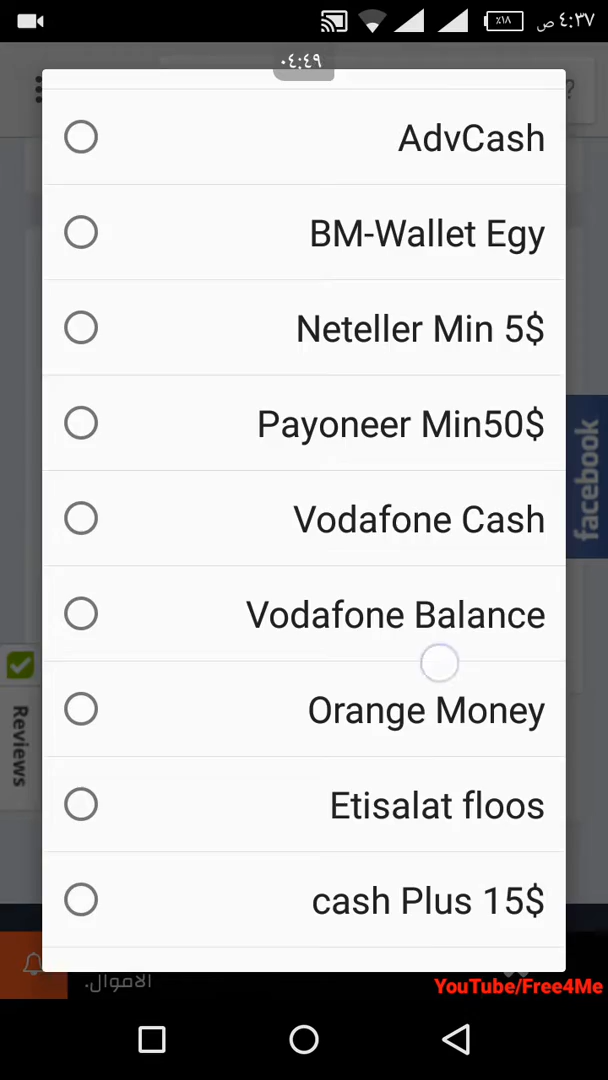 ٪١٨
٤:٣٧ ص
٠٤:٤٩
?
AdvCash
BM-Wallet Egy
Neteller Min 5$
Payoneer Min50$
Vodafone Cash
facebook
Vodafone Balance
Orange Money
Reviews
Etisalat floos
cash Plus 15$
الاموال.
YouTube/Free4Me